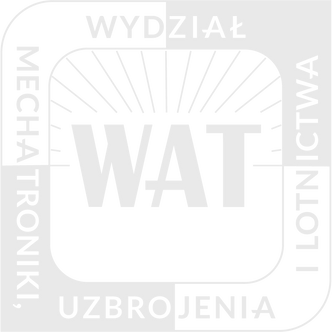 WYDZIAŁ
MECHATRONIKI,
UZBROJENIA
I LOTNICTWA
WAT